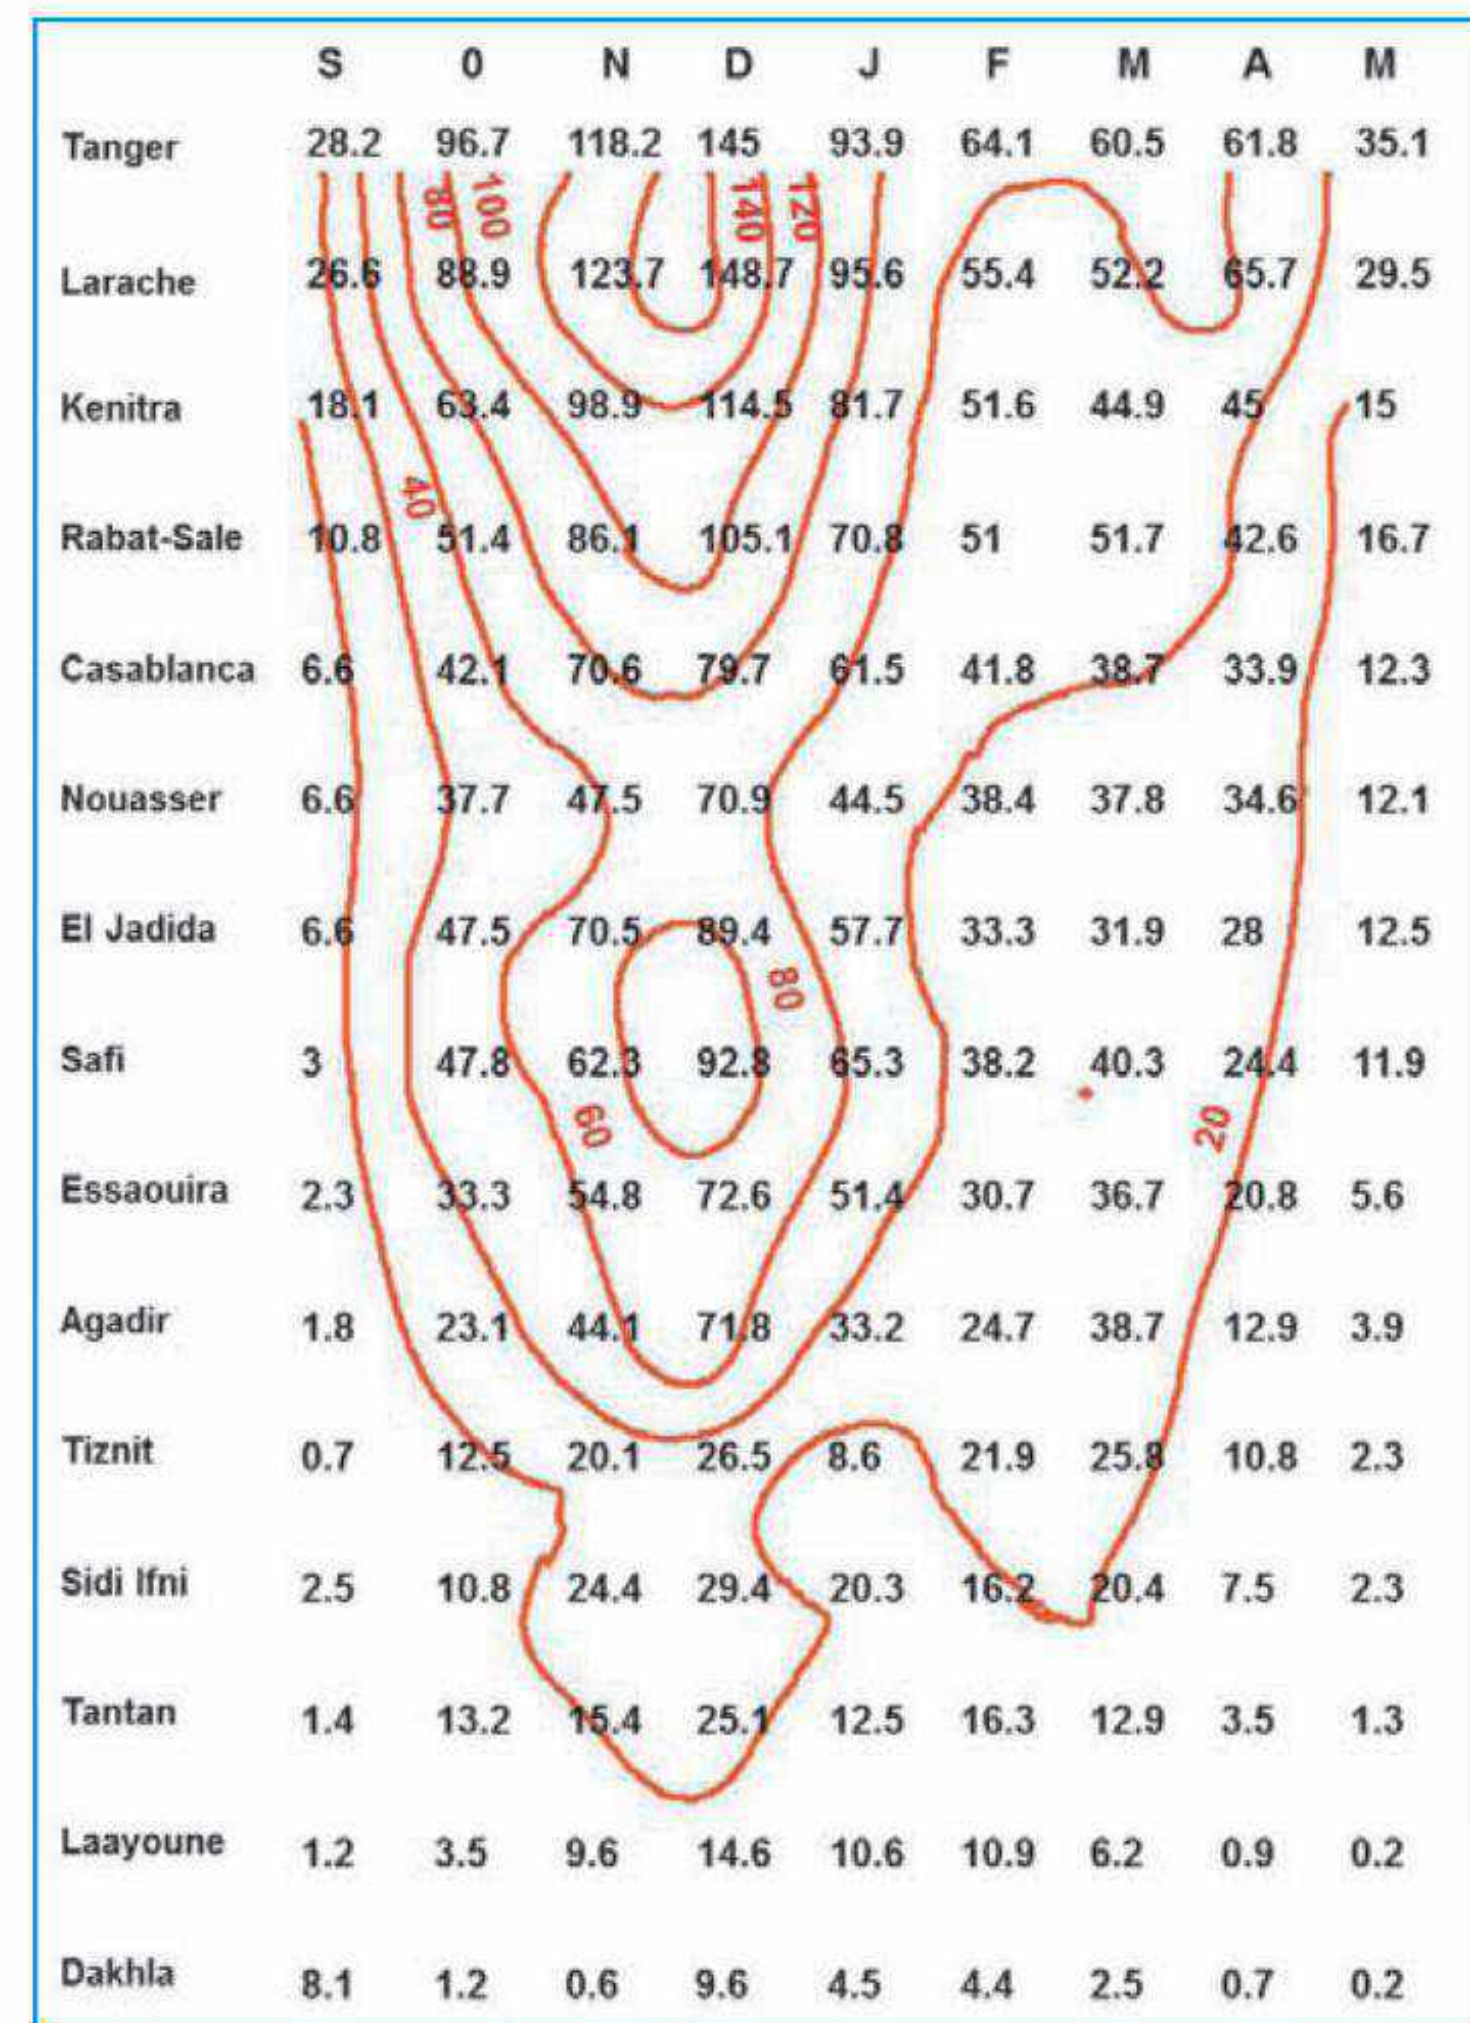 S 0 N D J F M A M
Tanger 28.2 96.7 118.2 145 93.9 64.1 60.5 61.8 35.1
80 100 140 120
Larache 26.6 88.9 123.7 148.7 95.6 55.4 52.2 65.7 29.5
Kenitra 18.1 63.4 98.9 114.5 81.7 51.6 44.9 45 15
40
Rabat-Sale 10.8 51.4 86.1 105.1 70.8 51 51.7 42.6 16.7
Casablanca 6.6 42.1 70.6 79.7 61.5 41.8 38.7 33.9 12.3
Nouasser 6.6 37.7 47.5 70.9 44.5 38.4 37.8 34.6 12.1
El Jadida 6.6 47.5 70.5 89.4 57.7 33.3 31.9 28 12.5
80
Safi 3 47.8 62.3 92.8 65.3 38.2 40.3 24.4 11.9
60 20
Essaouira 2.3 33.3 54.8 72.6 51.4 30.7 36.7 20.8 5.6
Agadir 1.8 23.1 44.1 71.8 33.2 24.7 38.7 12.9 3.9
Tiznit 0.7 12.5 20.1 26.5 8.6 21.9 25.8 10.8 2.3
Sidi Ifni 2.5 10.8 24.4 29.4 20.3 16.2 20.4 7.5 2.3
Tantan 1.4 13.2 15.4 25.1 12.5 16.3 12.9 3.5 1.3
Laayoune 1.2 3.5 9.6 14.6 10.6 10.9 6.2 0.9 0.2
Dakhla 8.1 1.2 0.6 9.6 4.5 4.4 2.5 0.7 0.2